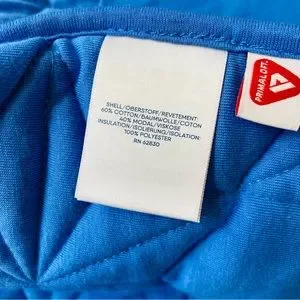 SHELL/OBERSTOFF/REVETEMENT:
60% COTTON/BAUMWOLLE/COTON
40% MODAL/VISKOSE
INSULATION/ISOLIERUNG/ISOLATION:
100% POLYESTER
RN 62830
PRIMALOFT